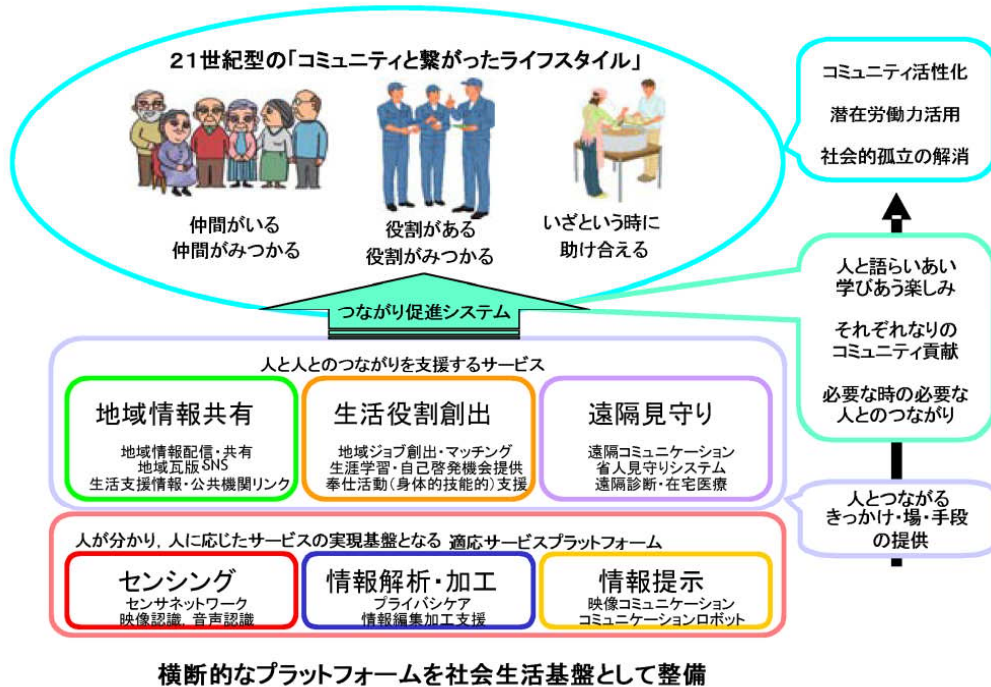 21世紀型の「コミュニティと繋がったライフスタイル」
仲間がいる
仲間がみつかる
役割がある
役割がみつかる
いざという時に
助け合える
コミュニティ活性化
潜在労働力活用
社会的孤立の解消
つながり促進システム
人と語らいあい
学びあう楽しみ
それぞれなりの
コミュニティ貢献
必要な時の必要な
人とのつながり
人と人とのつながりを支援するサービス
地域情報共有
地域情報配信・共有
地域瓦版SNS
生活支援情報・公共機関リンク
生活役割創出
地域ジョブ創出・マッチング
生涯学習・自己啓発機会提供
奉仕活動(身体的技能的)支援
遠隔見守り
遠隔コミュニケーション
省人見守りシステム
遠隔診断・在宅医療
人とつながる
きっかけ・場・手段
の提供
人が分かり,人に応じたサービスの実現基盤となる 適応サービスプラットフォーム
センシング
センサネットワーク
映像認識,音声認識
情報解析・加工
プライバシケア
情報編集加工支援
情報提示
映像コミュニケーション
コミュニケーションロボット
横断的なプラットフォームを社会生活基盤として整備